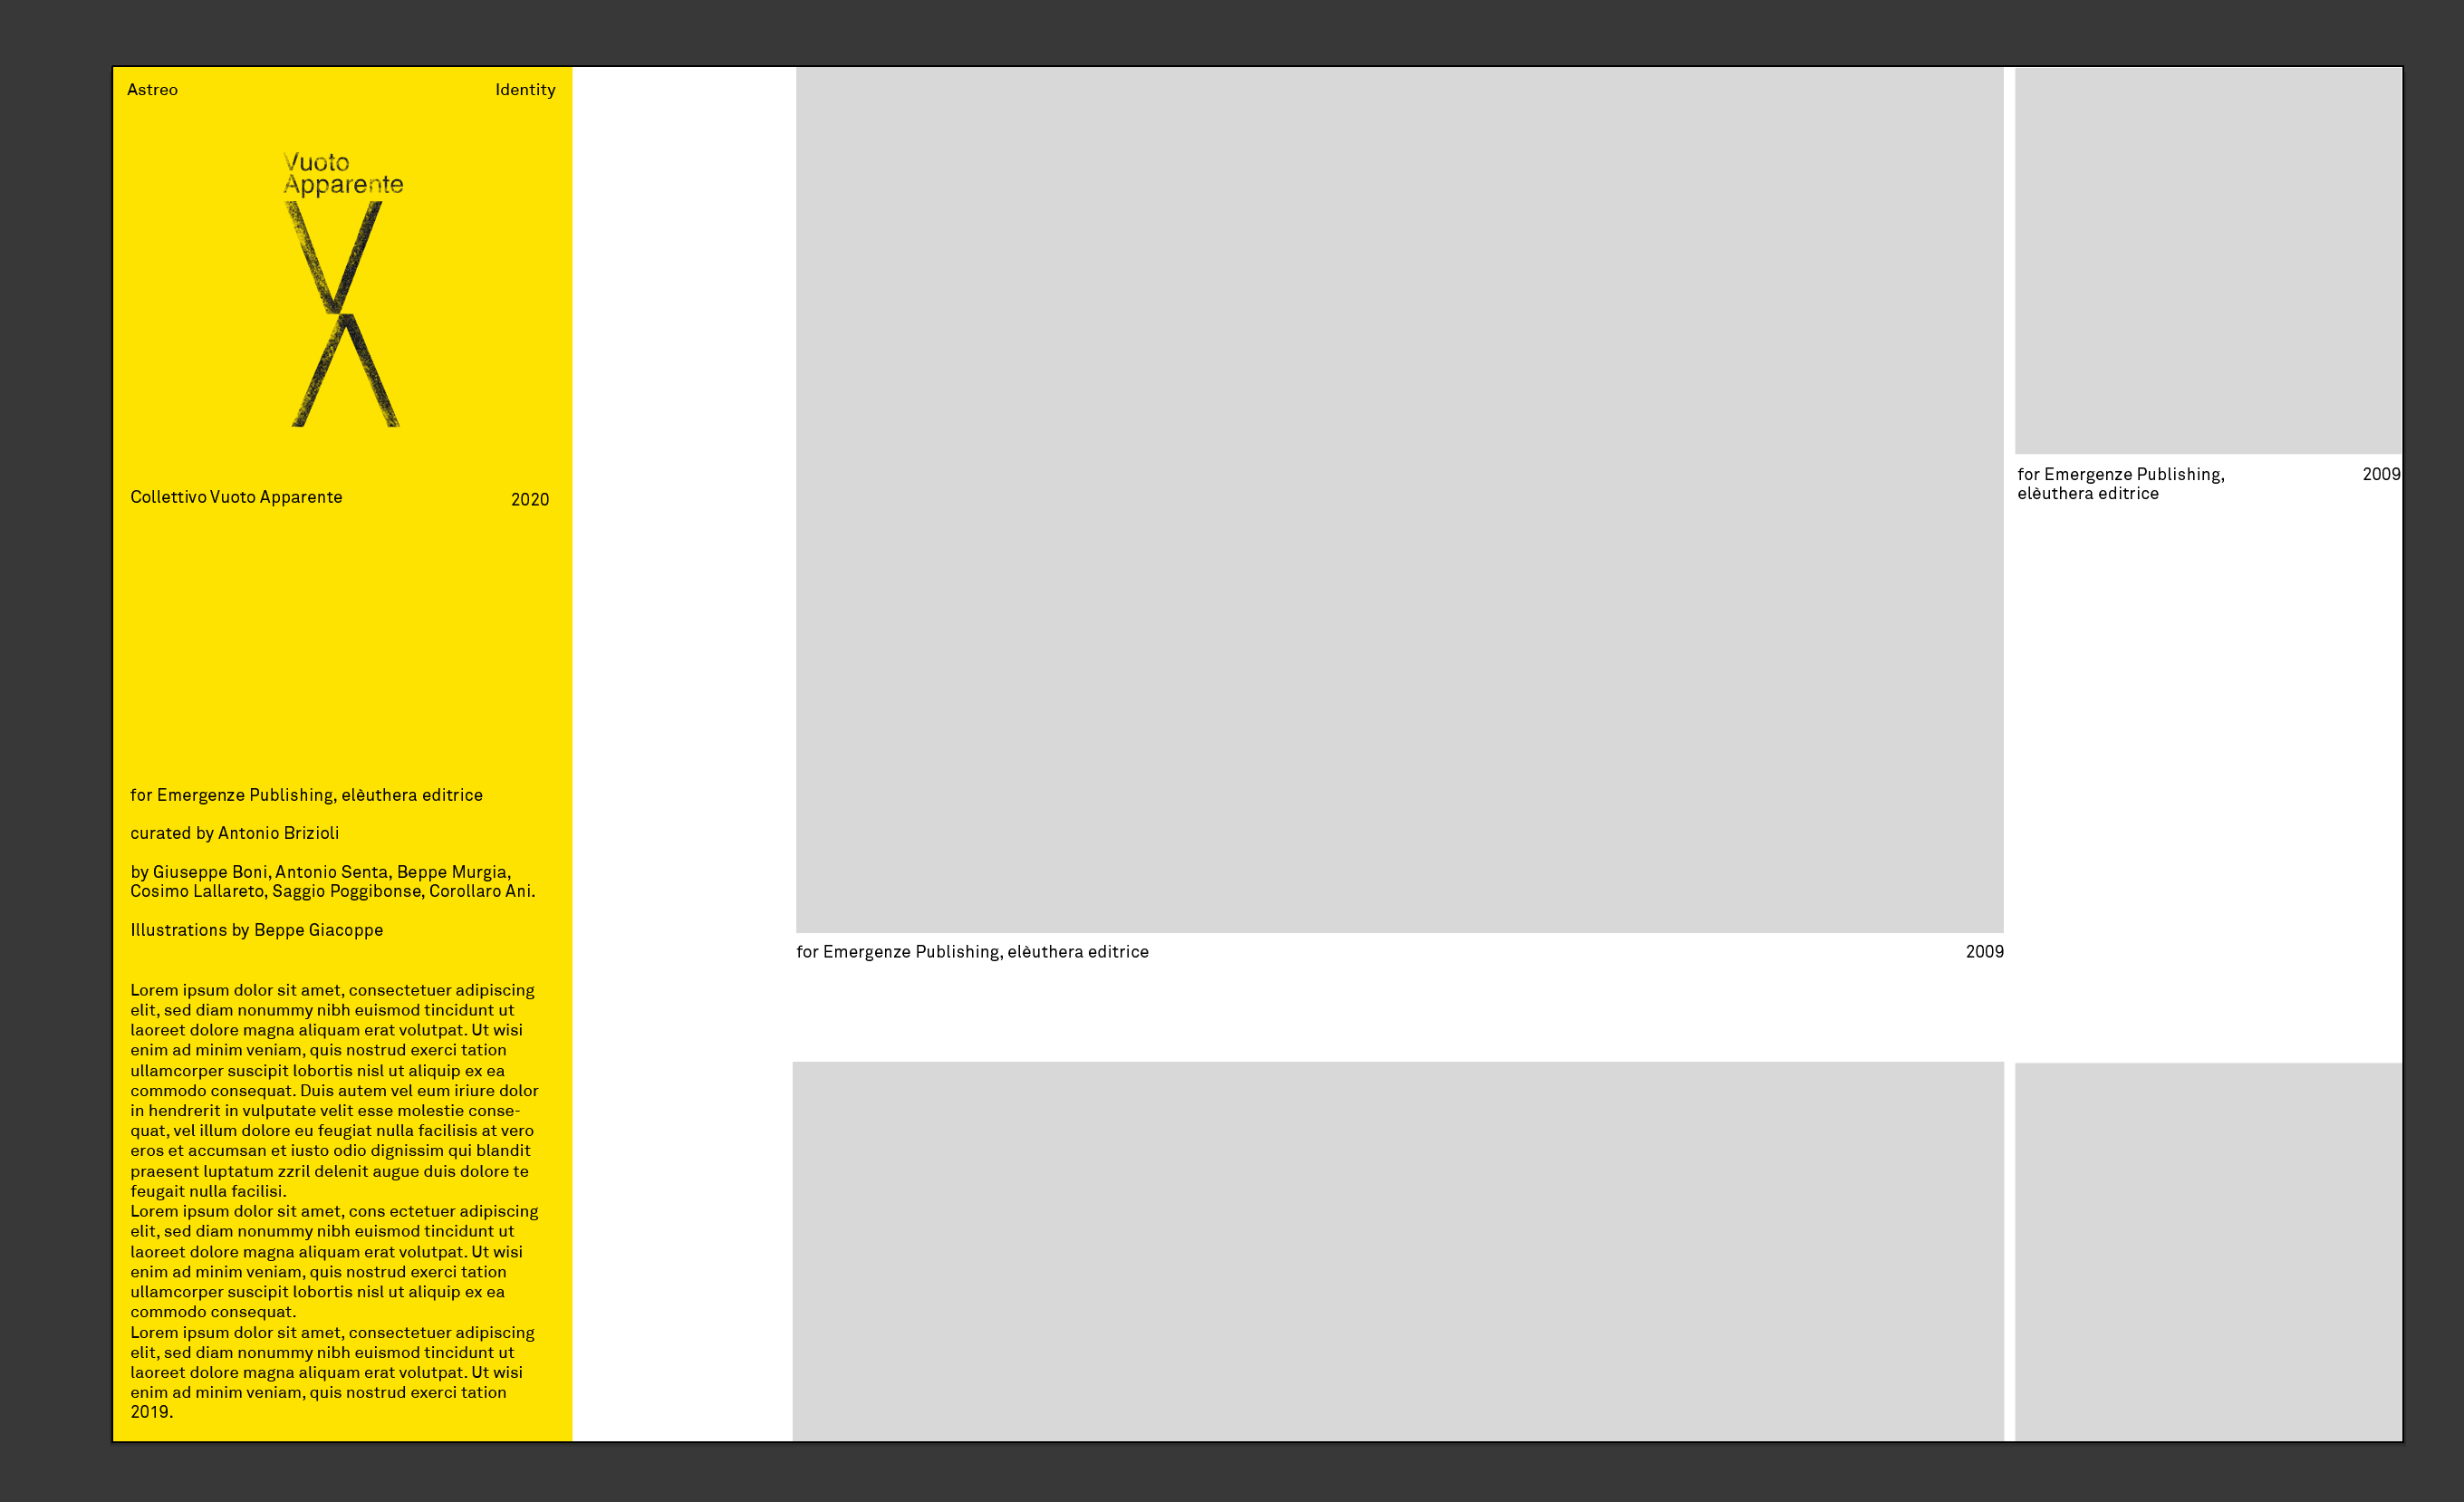 Astreo
Identity
Vuoto
Apparente
VA
Collettivo Vuoto Apparente
2020
for Emergenze Publishing, elèuthera editrice
curated by Antonio Brizioli
by Giuseppe Boni, Antonio Senta, Beppe Murgia,
Cosimo Lallareto, Saggio Poggibonse, Corollaro Ani.
Illustrations by Beppe Giacoppe
Lorem ipsum dolor sit amet, consectetuer adipiscing
elit, sed diam nonummy nibh euismod tincidunt ut
laoreet dolore magna aliquam erat volutpat. Ut wisi
enim ad minim veniam, quis nostrud exerci tation
ullamcorper suscipit lobortis nisl ut aliquip ex ea
commodo consequat. Duis autem vel eum iriure dolor
in hendrerit in vulputate velit esse molestie conse-
quat, vel illum dolore eu feugiat nulla facilisis at vero
eros et accumsan et iusto odio dignissim qui blandit
praesent luptatum zzril delenit augue duis dolore te
feugait nulla facilisi.
Lorem ipsum dolor sit amet, cons ectetuer adipiscing
elit, sed diam nonummy nibh euismod tincidunt ut
laoreet dolore magna aliquam erat volutpat. Ut wisi
enim ad minim veniam, quis nostrud exerci tation
ullamcorper suscipit lobortis nisl ut aliquip ex ea
commodo consequat.
Lorem ipsum dolor sit amet, consectetuer adipiscing
elit, sed diam nonummy nibh euismod tincidunt ut
laoreet dolore magna aliquam erat volutpat. Ut wisi
enim ad minim veniam, quis nostrud exerci tation
2019.
for Emergenze Publishing, elèuthera editrice
2009
for Emergenze Publishing,
elèuthera editrice
2009